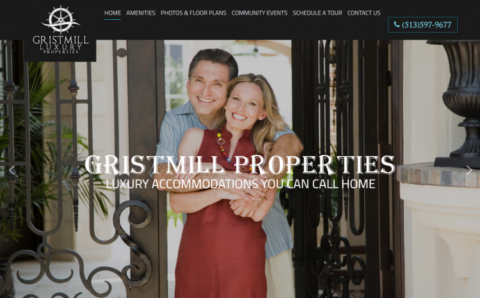 GRISTMILL
LUXURY
PROPERTIES
HOME AMENITIES PHOTOS & FLOOR PLANS COMMUNITY EVENTS SCHEDULE A TOUR CONTACT US
(513)597-9677
GRISTMILL PROPERTIES
LUXURY ACCOMMODATIONS YOU CAN CALL HOME